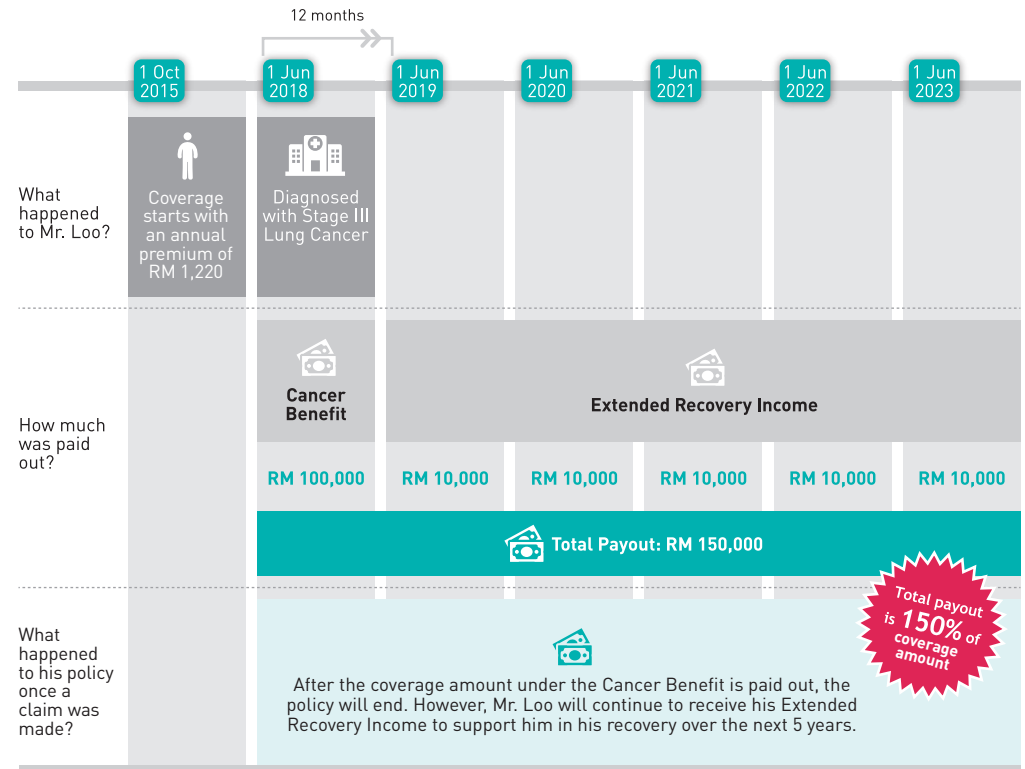 12 months
1 Oct
2015
1 Jun
2018
1 Jun
2019
1 Jun
2020
1 Jun
2021
1 Jun
2022
1 Jun
2023
What
happened
to Mr. Loo?
Coverage
starts with
an annual
premium of
RM 1,220
Diagnosed
with Stage III
Lung Cancer
How much
was paid
out?
Cancer
Benefit
Extended Recovery Income
RM 100,000
RM 10,000
RM 10,000
RM 10,000
RM 10,000
RM 10,000
Total Payout: RM 150,000
Total payout
is 150% of
coverage
amount
What
happened
to his policy
once a
claim was
made?
After the coverage amount under the Cancer Benefit is paid out, the
policy will end. However, Mr. Loo will continue to receive his Extended
Recovery Income to support him in his recovery over the next 5 years.